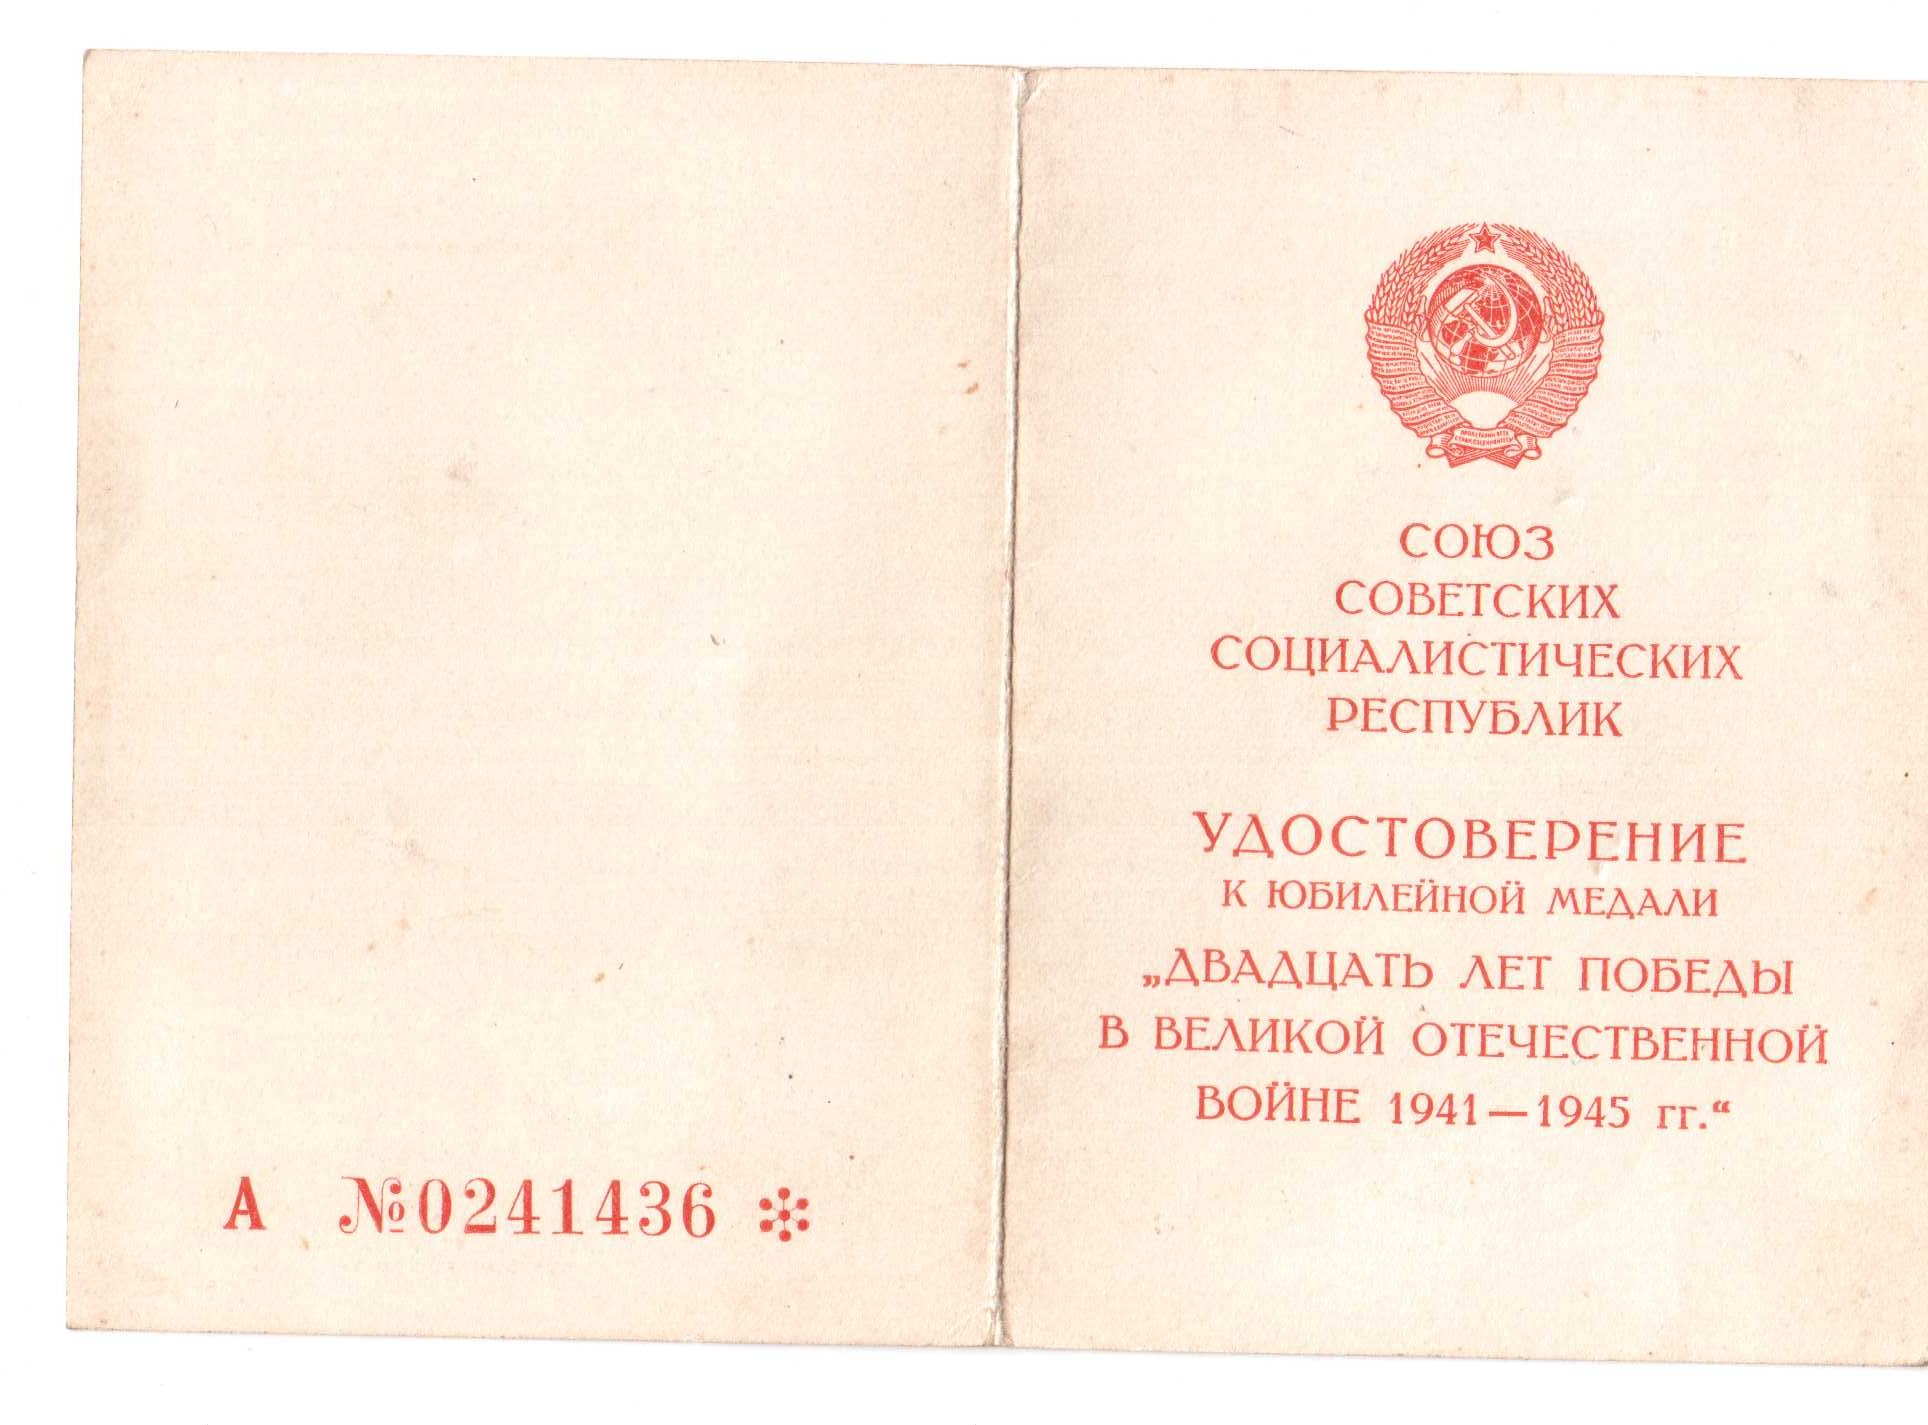 А №0241436
СОЮЗ
СОВЕТСКИХ
СОЦИАЛИСТИЧЕСКИХ
РЕСПУБЛИК
УДОСТОВЕРЕНИЕ
К ЮБИЛЕЙНОЙ МЕДАЛИ
„ДВАДЦАТЬ ЛЕТ ПОБЕДЫ
В ВЕЛИКОЙ ОТЕЧЕСТВЕННОЙ
ВОЙНЕ 1941—1945 гг.“